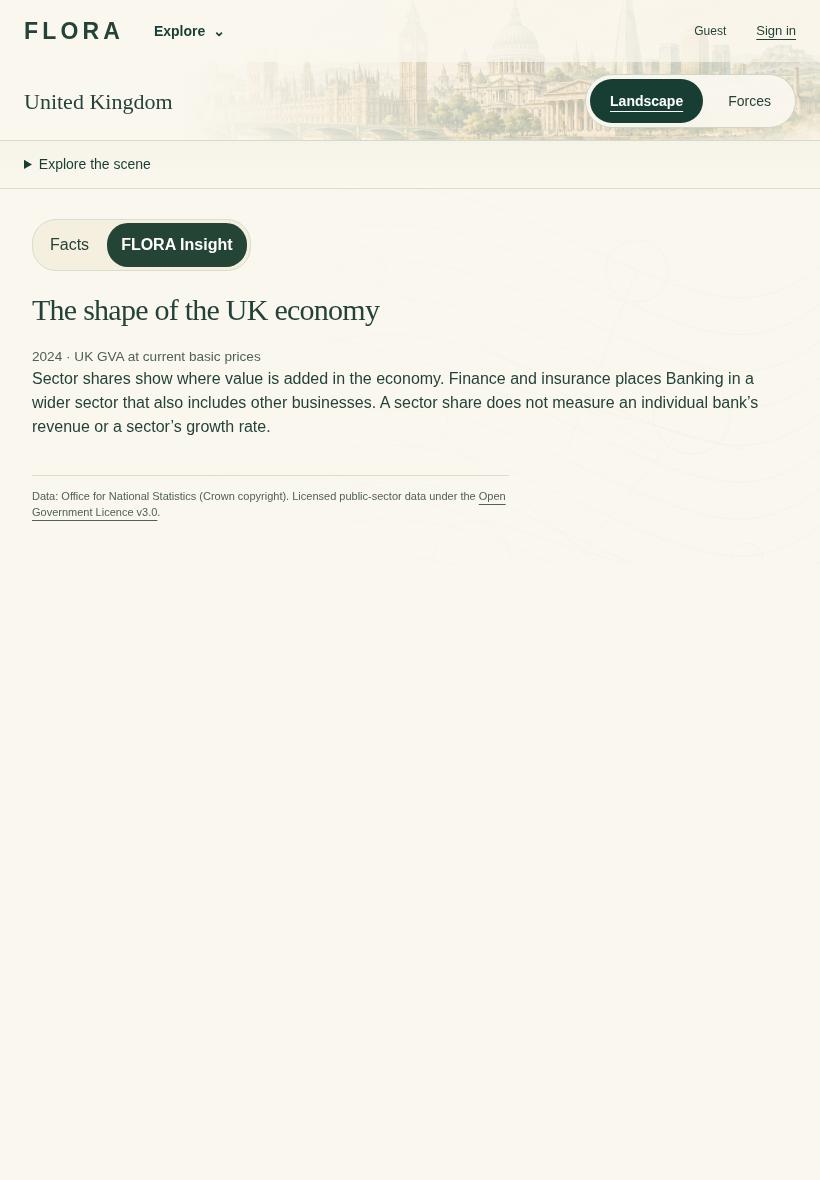 FLORA
Explore
Guest
Sign in
United Kingdom
Landscape
Forces
Explore the scene
Facts
FLORA Insight
The shape of the UK economy
2024 · UK GVA at current basic prices
Sector shares show where value is added in the economy. Finance and insurance places Banking in a
wider sector that also includes other businesses. A sector share does not measure an individual bank’s
revenue or a sector’s growth rate.
Data: Office for National Statistics (Crown copyright). Licensed public-sector data under the Open
Government Licence v3.0.